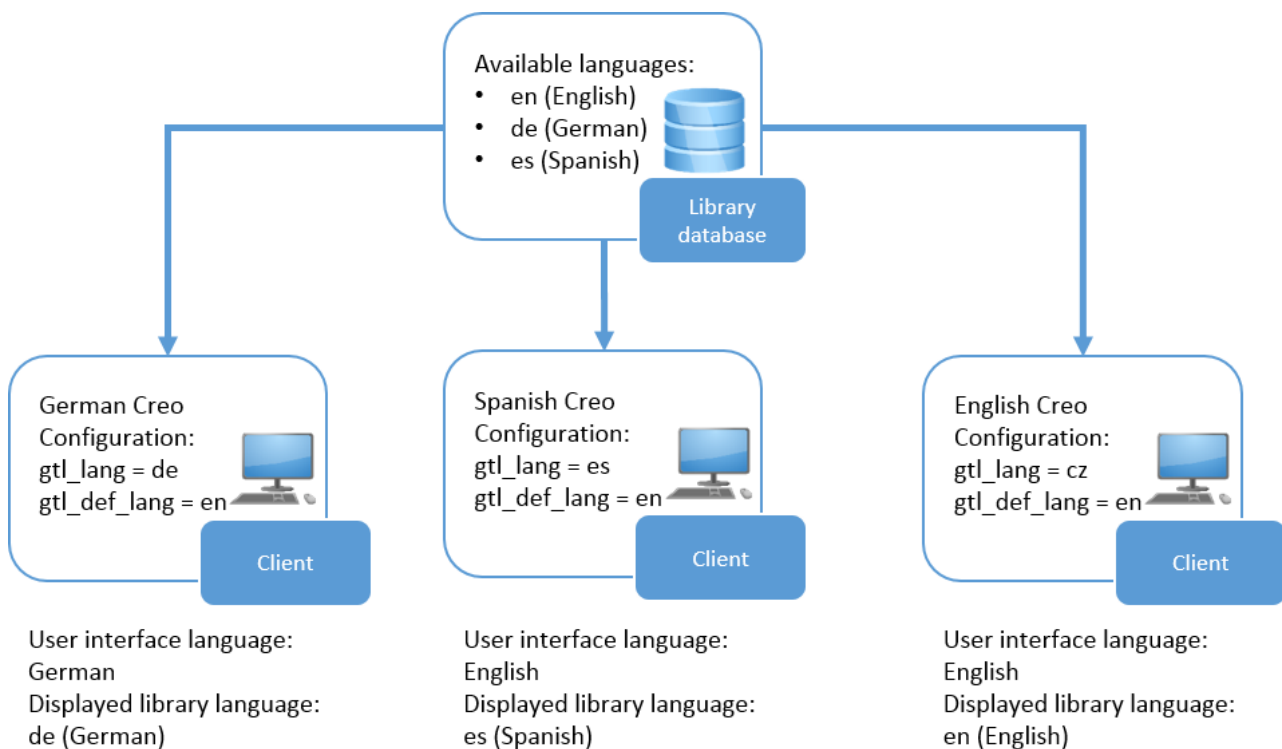 Available languages:
• en (English)
• de (German)
• es (Spanish)
Library
database
German Creo
Configuration:
gtl_lang = de
gtl_def_lang = en
Client
User interface language:
German
Displayed library language:
de (German)
Spanish Creo
Configuration:
gtl_lang = es
gtl_def_lang = en
Client
User interface language:
English
Displayed library language:
es (Spanish)
English Creo
Configuration:
gtl_lang = cz
gtl_def_lang = en
Client
User interface language:
English
Displayed library language:
en (English)